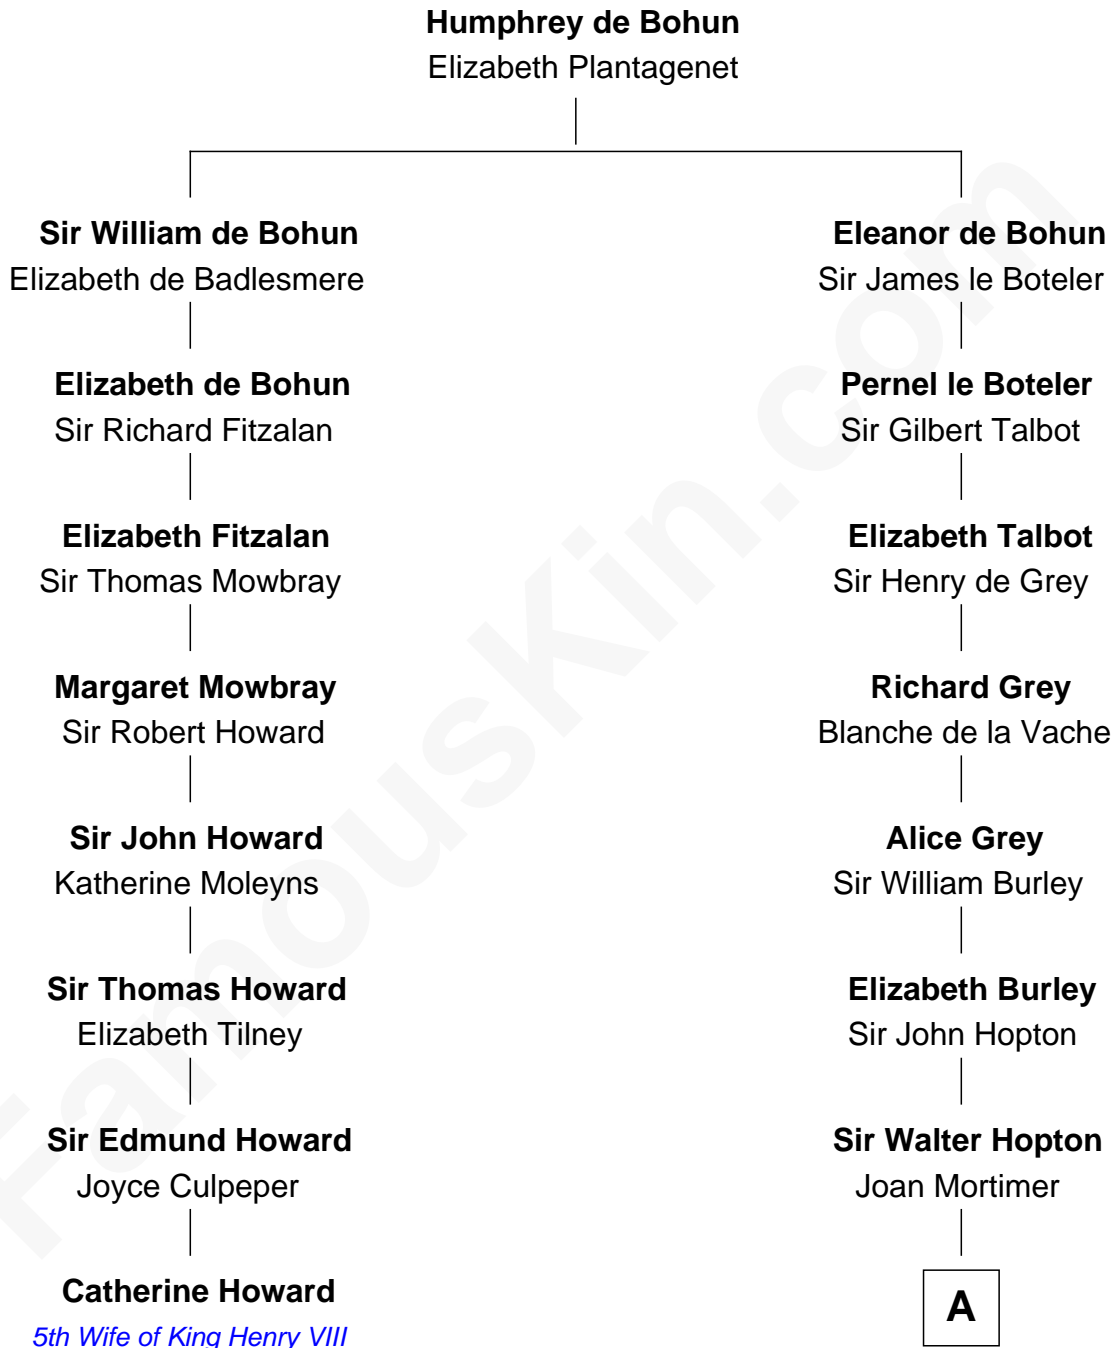 Humphrey de Bohun
Elizabeth Plantagenet
Sir William de Bohun
Elizabeth de Badlesmere
Eleanor de Bohun
Sir James le Boteler
Elizabeth de Bohun
Sir Richard Fitzalan
Pernel le Boteler
Sir Gilbert Talbot
Elizabeth Fitzalan
Sir Thomas Mowbray
Elizabeth Talbot
Sir Henry de Grey
Margaret Mowbray
Sir Robert Howard
Richard Grey
Blanche de la Vache
Sir John Howard
Katherine Moleyns
Alice Grey
Sir William Burley
Sir Thomas Howard
Elizabeth Tilney
Elizabeth Burley
Sir John Hopton
Sir Edmund Howard
Joyce Culpeper
Sir Walter Hopton
Joan Mortimer
Catherine Howard
5th Wife of King Henry VIII
A
FamousKin.com